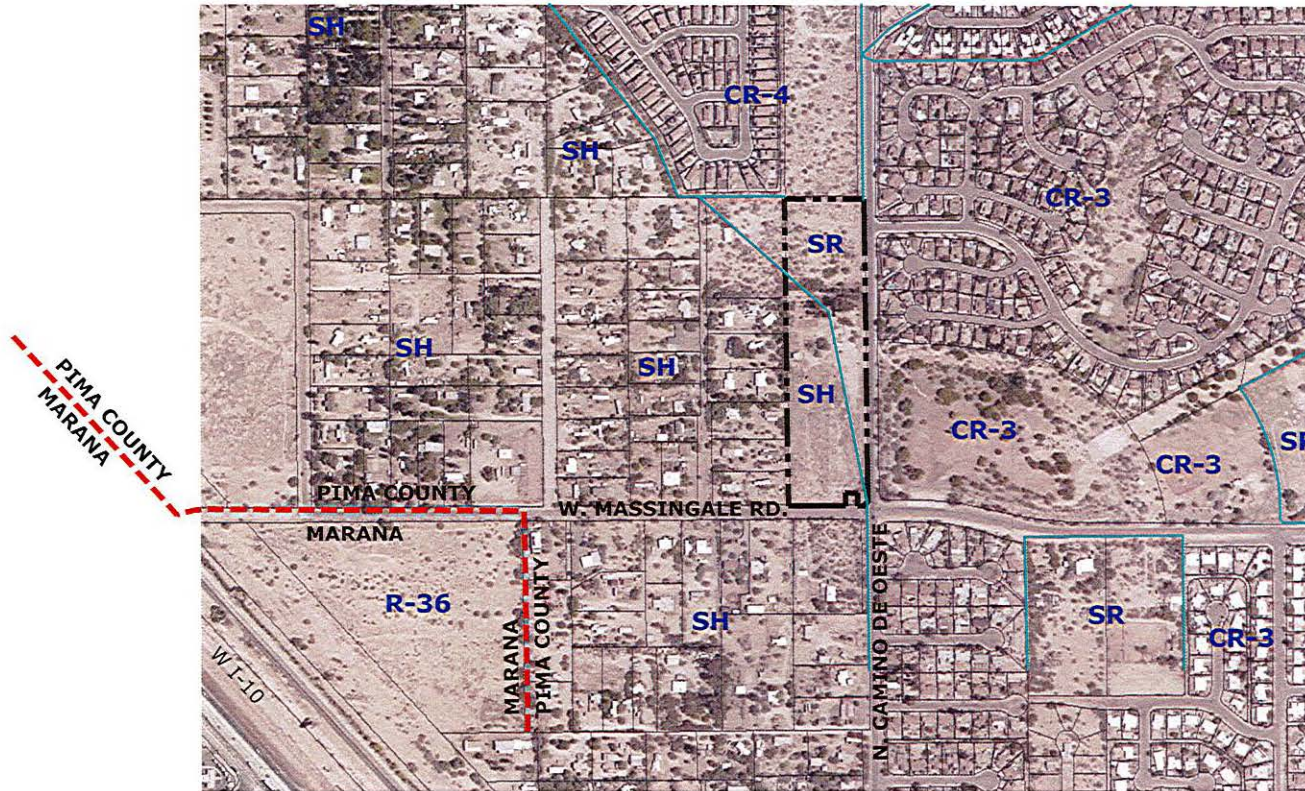 SH
CR-4
SH
CR-3
SR
PIMA COUNTY
MARANA
SH
SH
SH
CR-3
CR-3
PIMA COUNTY
W. MASSINGALE RD.
MARANA
R-36
MARANA
PIMA COUNTY
SH
N. CAMINO DE OESTE
SR
CR-3
W I-10